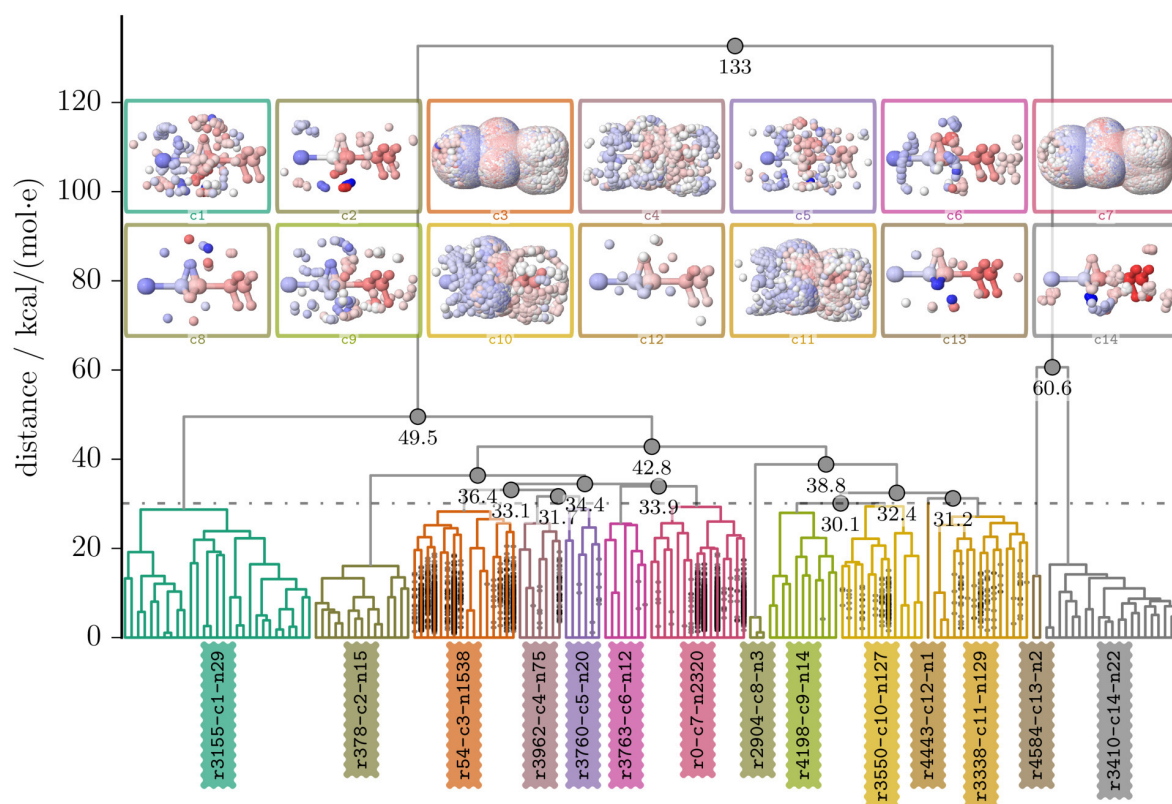 133
120
c1 c2 c3 c4 c5 c6 c7
100
80
c8 c9 c10 c12 c11 c13 c14
distance / kcal/(mol·e)
60
60.6
49.5
42.8
40
36.4
34.4
33.1
31.7
33.9
38.8
30.1
32.4
31.2
20
0
r3155-c1-n29
r378-c2-n15
r54-c3-n1538
r3962-c4-n75
r3760-c5-n20
r3763-c6-n12
r0-c7-n2320
r2904-c8-n3
r4198-c9-n14
r3550-c10-n127
r4443-c12-n1
r3338-c11-n129
r4584-c13-n2
r3410-c14-n22